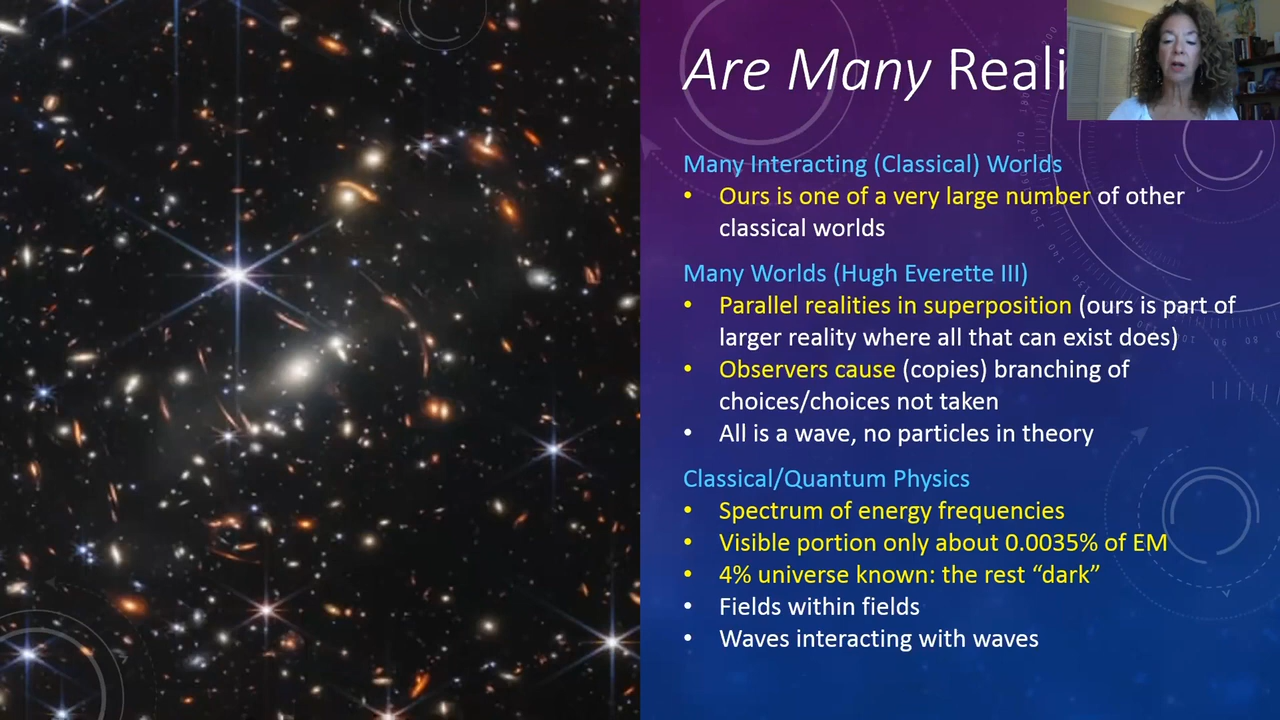 Are Many Reali
Many Interacting (Classical) Worlds
• Ours is one of a very large number of other
classical worlds
Many Worlds (Hugh Everette III)
• Parallel realities in superposition (ours is part of
larger reality where all that can exist does)
• Observers cause (copies) branching of
choices/choices not taken
• All is a wave, no particles in theory
Classical/Quantum Physics
• Spectrum of energy frequencies
• Visible portion only about 0.0035% of EM
• 4% universe known: the rest “dark”
• Fields within fields
• Waves interacting with waves